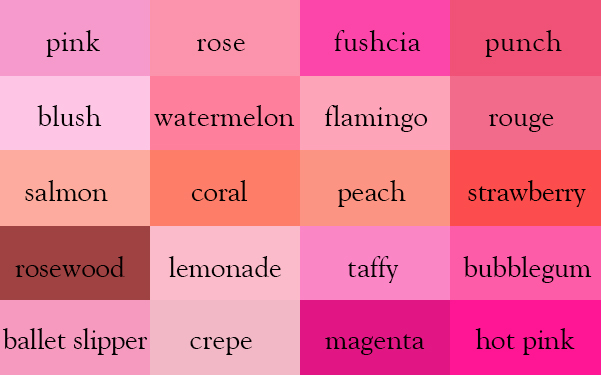 pink rose fushcia punch
blush watermelon flamingo rouge
salmon coral peach strawberry
rosewood lemonade taffy bubblegum
ballet slipper crepe magenta hot pink